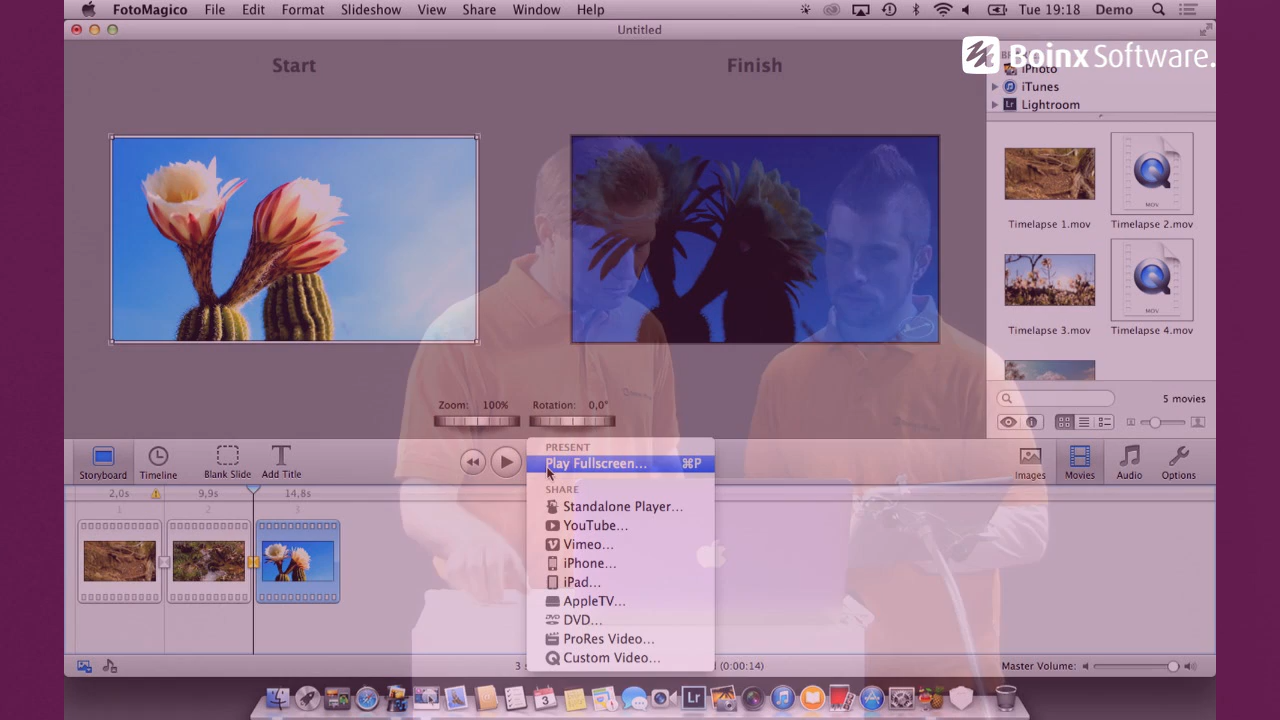 FotoMagico File Edit Format Slideshow View Share Window Help Tue 19:18 Demo
Untitled
Boinx Software.
Start Finish
iPhoto
iTunes
Lightroom
MOV
Timelapse 1.mov Timelapse 2.mov
MOV
Timelapse 3.mov Timelapse 4.mov
5 movies
Zoom: 100% Rotation: 0,0°
PRESENT
Play Fullscreen... ⌘P
SHARE
Standalone Player...
YouTube...
Vimeo...
iPhone...
iPad...
AppleTV...
DVD...
ProRes Video...
Custom Video...
Storyboard Timeline Blank Slide Add Title Images Movies Audio Options
2,0s 9,9s 14,8s
1 2 3
3 s (0:00:14) Master Volume: